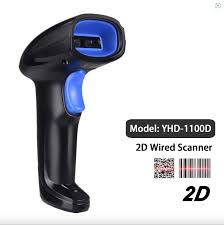 Model: YHD-1100D
2D Wired Scanner
2D